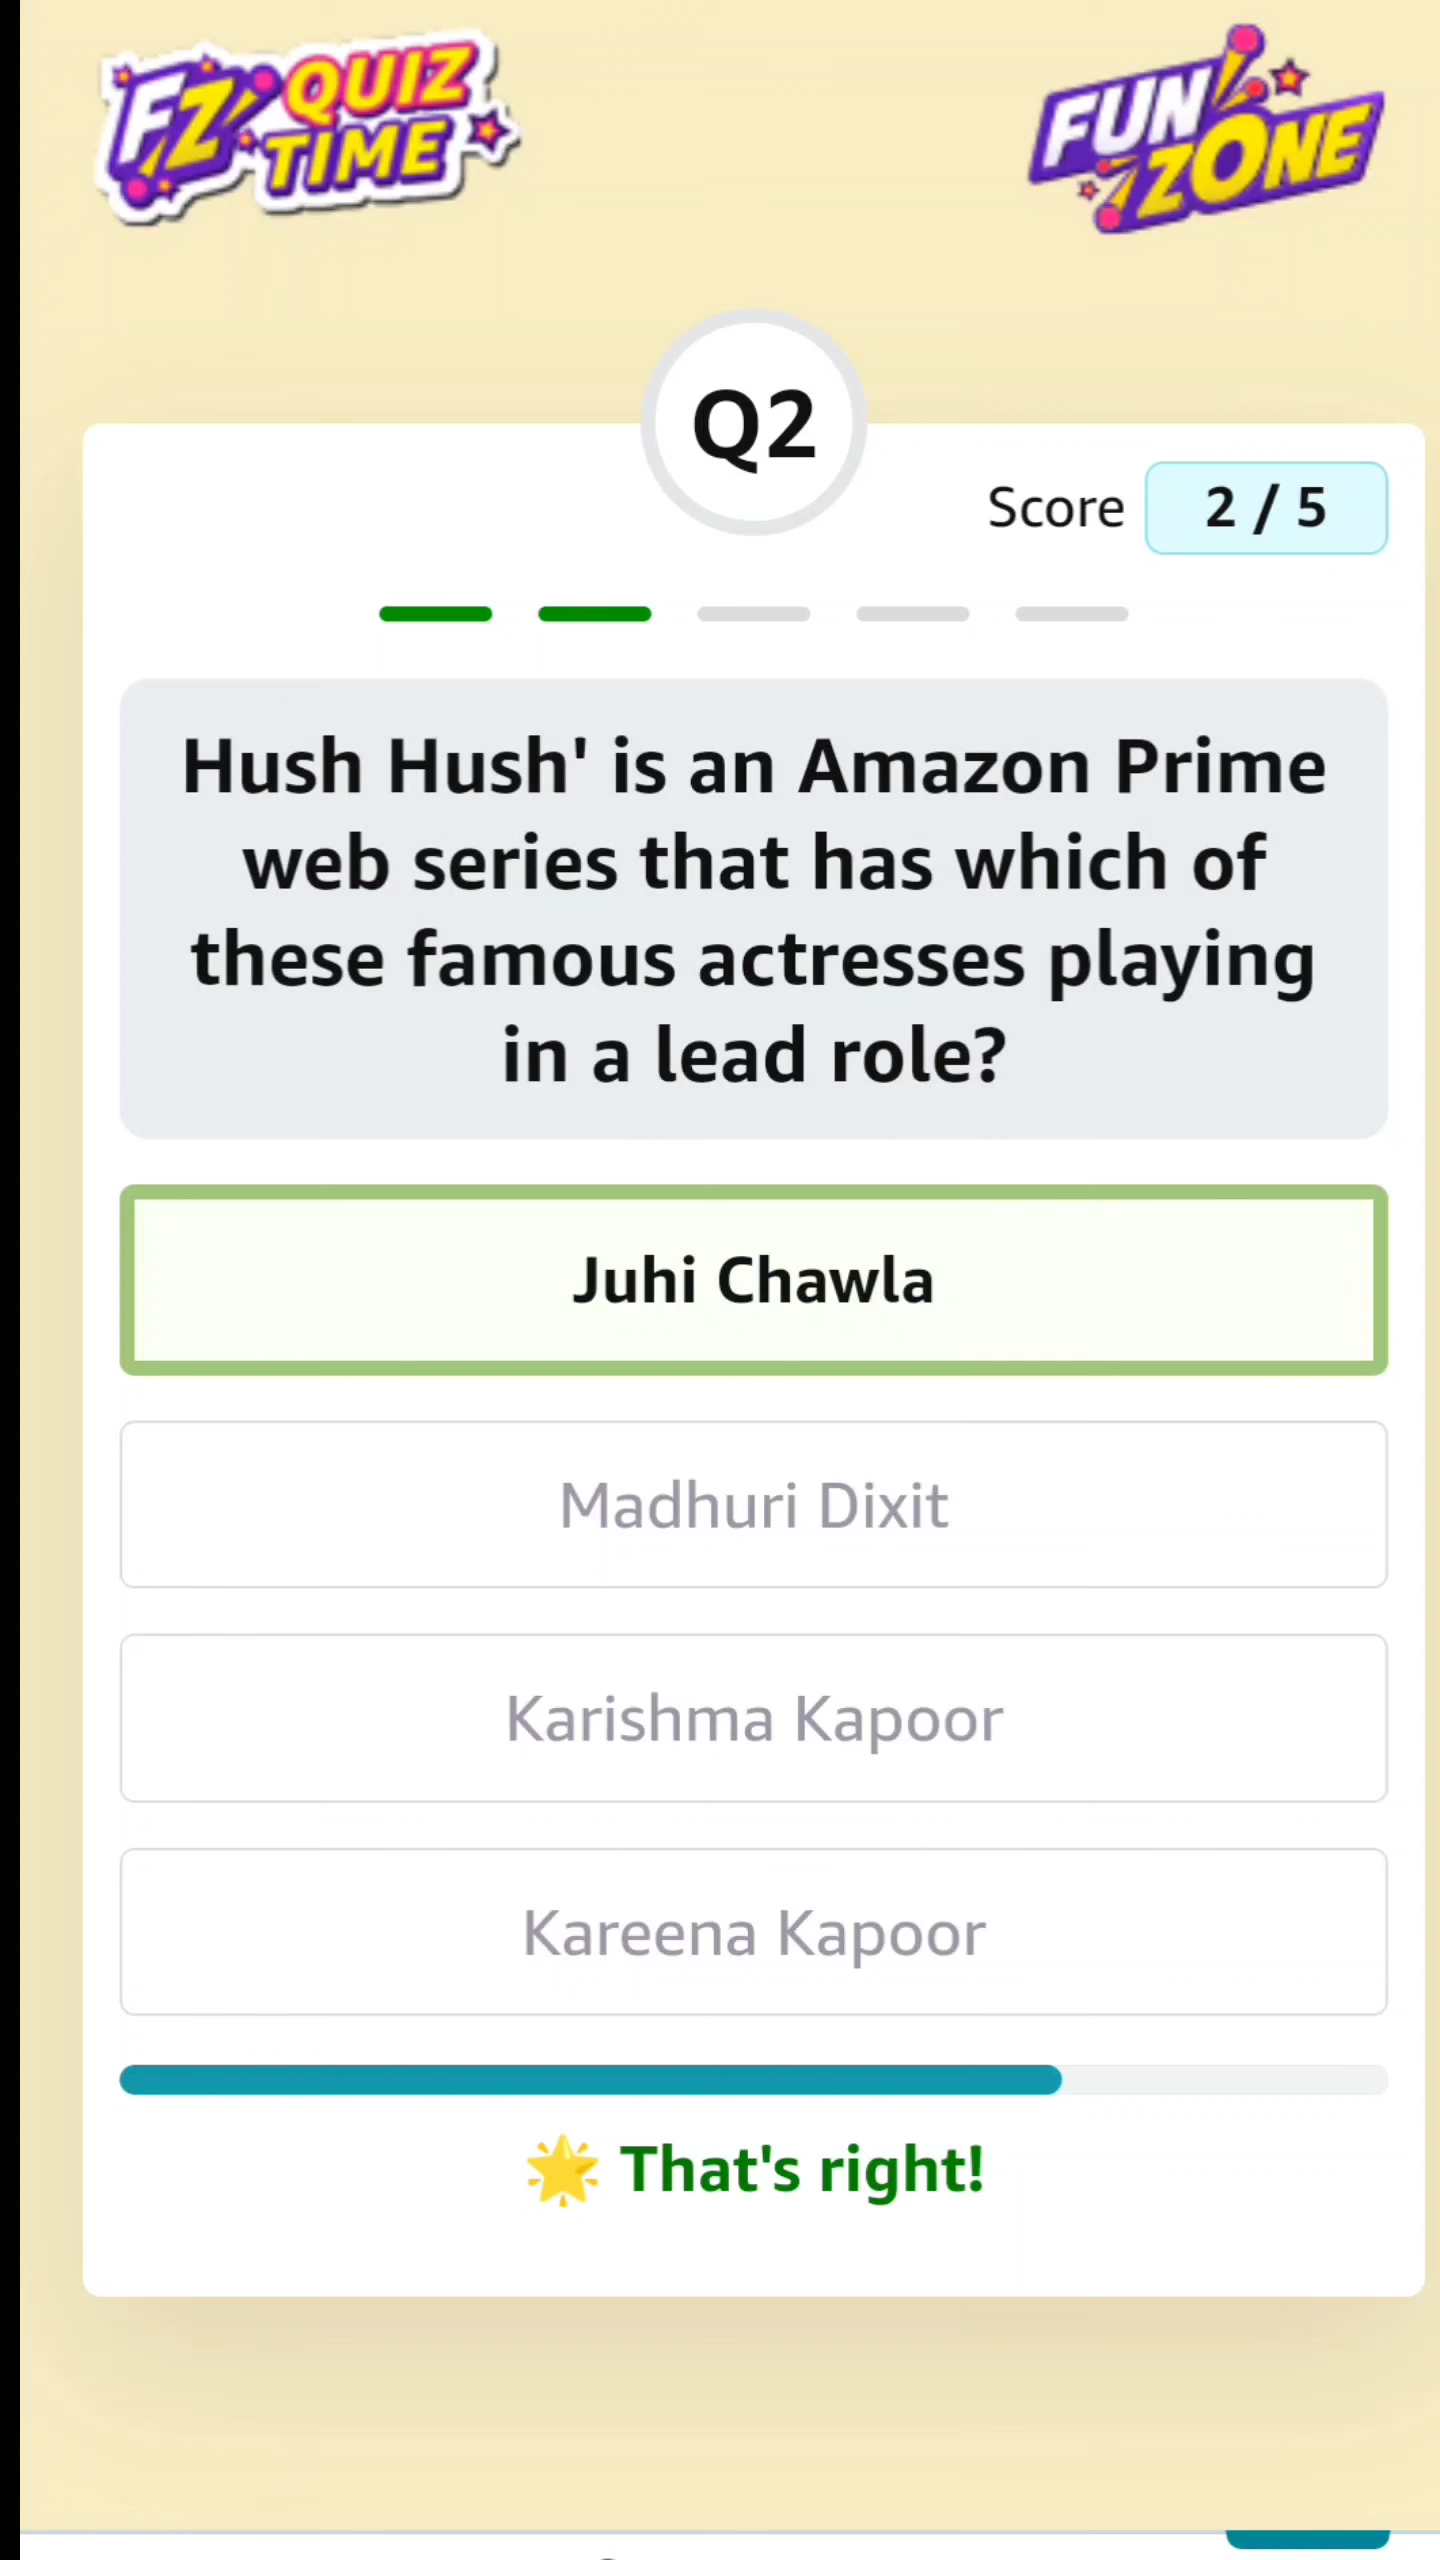 FZ QUIZ TIME
FUN ZONE
Q2
Score 2 / 5
Hush Hush' is an Amazon Prime
web series that has which of
these famous actresses playing
in a lead role?
Juhi Chawla
Madhuri Dixit
Karishma Kapoor
Kareena Kapoor
That's right!